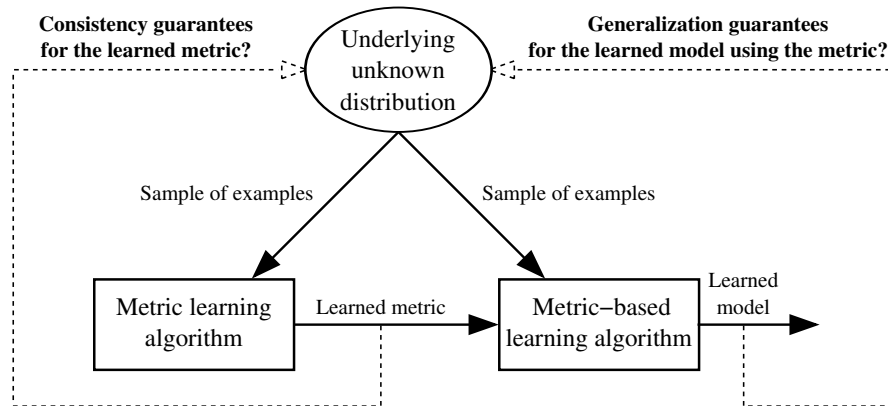 Consistency guarantees
for the learned metric?
Underlying
unknown
distribution
Generalization guarantees
for the learned model using the metric?
Sample of examples
Sample of examples
Metric learning
algorithm
Learned metric
Metric−based
learning algorithm
Learned
model